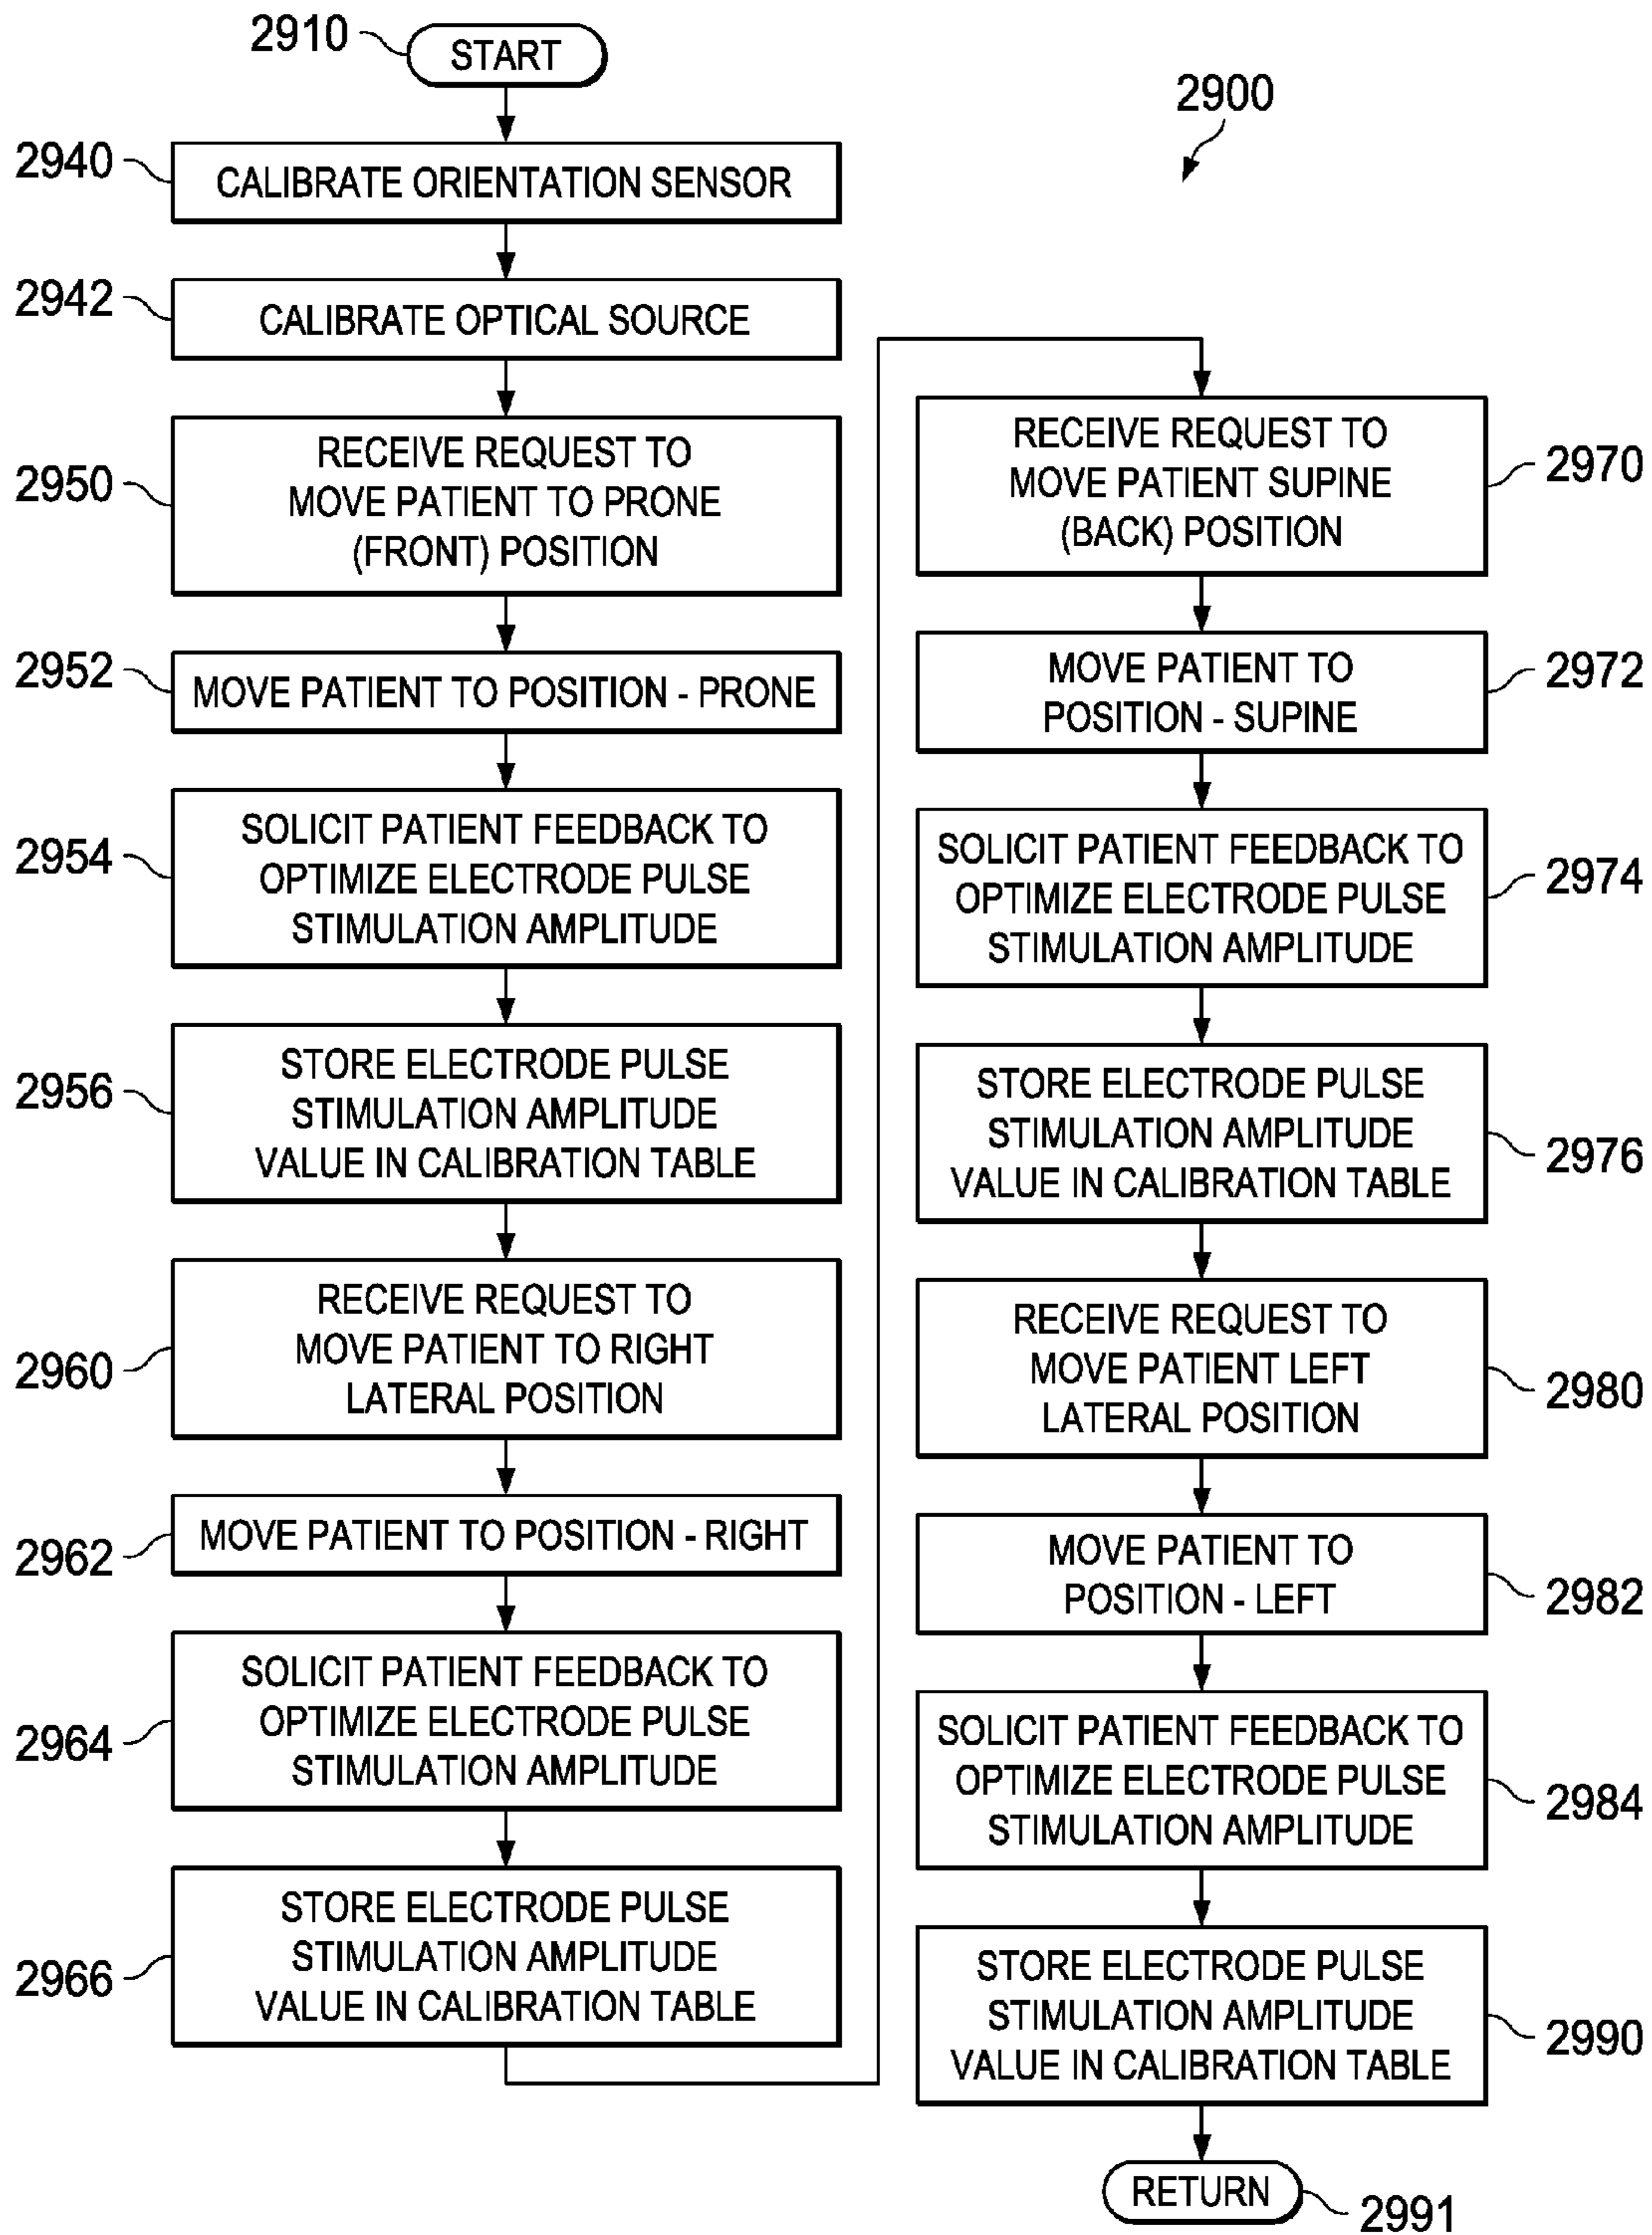 2910
START
2900
2940
CALIBRATE ORIENTATION SENSOR
2942
CALIBRATE OPTICAL SOURCE
2950
RECEIVE REQUEST TO
MOVE PATIENT TO PRONE
(FRONT) POSITION
2952
MOVE PATIENT TO POSITION - PRONE
2954
SOLICIT PATIENT FEEDBACK TO
OPTIMIZE ELECTRODE PULSE
STIMULATION AMPLITUDE
2956
STORE ELECTRODE PULSE
STIMULATION AMPLITUDE
VALUE IN CALIBRATION TABLE
2960
RECEIVE REQUEST TO
MOVE PATIENT TO RIGHT
LATERAL POSITION
2962
MOVE PATIENT TO POSITION - RIGHT
2964
SOLICIT PATIENT FEEDBACK TO
OPTIMIZE ELECTRODE PULSE
STIMULATION AMPLITUDE
2966
STORE ELECTRODE PULSE
STIMULATION AMPLITUDE
VALUE IN CALIBRATION TABLE
RECEIVE REQUEST TO
MOVE PATIENT SUPINE
(BACK) POSITION
2970
MOVE PATIENT TO
POSITION - SUPINE
2972
SOLICIT PATIENT FEEDBACK TO
OPTIMIZE ELECTRODE PULSE
STIMULATION AMPLITUDE
2974
STORE ELECTRODE PULSE
STIMULATION AMPLITUDE
VALUE IN CALIBRATION TABLE
2976
RECEIVE REQUEST TO
MOVE PATIENT LEFT
LATERAL POSITION
2980
MOVE PATIENT TO
POSITION - LEFT
2982
SOLICIT PATIENT FEEDBACK TO
OPTIMIZE ELECTRODE PULSE
STIMULATION AMPLITUDE
2984
STORE ELECTRODE PULSE
STIMULATION AMPLITUDE
VALUE IN CALIBRATION TABLE
2990
RETURN
2991